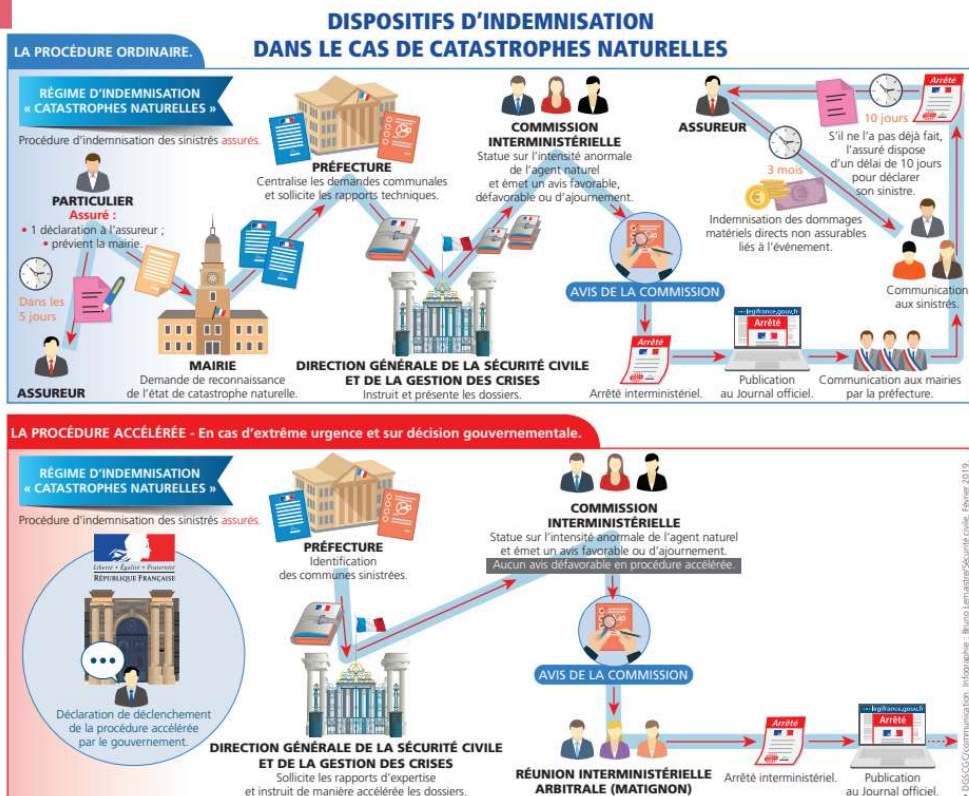 DISPOSITIFS D'INDEMNISATION
DANS LE CAS DE CATASTROPHES NATURELLES
LA PROCÉDURE ORDINAIRE.
RÉGIME D'INDEMNISATION
« CATASTROPHES NATURELLES »
Procédure d'indemnisation des sinistrés assurés.
PARTICULIER
Assuré :
• 1 déclaration à l'assureur ;
• prévient la mairie.
Dans les
5 jours
ASSUREUR
MAIRIE
Demande de reconnaissance
de l'état de catastrophe naturelle.
PRÉFECTURE
Centralise les demandes communales
et sollicite les rapports techniques.
DIRECTION GÉNÉRALE DE LA SÉCURITÉ CIVILE
ET DE LA GESTION DES CRISES
Instruit et présente les dossiers.
COMMISSION
INTERMINISTÉRIELLE
Statue sur l'intensité anormale
de l'agent naturel
et émet un avis favorable,
défavorable ou d'ajournement.
AVIS DE LA COMMISSION
Arrêté
Arrêté interministériel.
legifrance.gouv.fr
Arrêté
Publication
au Journal officiel.
Communication aux mairies
par la préfecture.
Communication
aux sinistrés.
Arrêté
10 jours
S'il ne l'a pas déjà fait,
l'assuré dispose
d'un délai de 10 jours
pour déclarer
son sinistre.
ASSUREUR
3 mois
Indemnisation des dommages
matériels directs non assurables
liés à l'événement.
LA PROCÉDURE ACCÉLÉRÉE - En cas d'extrême urgence et sur décision gouvernementale.
RÉGIME D'INDEMNISATION
« CATASTROPHES NATURELLES »
Procédure d'indemnisation des sinistrés assurés.
Liberté • Égalité • Fraternité
RÉPUBLIQUE FRANÇAISE
Déclaration de déclenchement
de la procédure accélérée
par le gouvernement.
PRÉFECTURE
Identification
des communes sinistrées.
DIRECTION GÉNÉRALE DE LA SÉCURITÉ CIVILE
ET DE LA GESTION DES CRISES
Sollicite les rapports d'expertise
et instruit de manière accélérée les dossiers.
COMMISSION
INTERMINISTÉRIELLE
Statue sur l'intensité anormale de l'agent naturel
et émet un avis favorable ou d'ajournement.
Aucun avis défavorable en procédure accélérée.
AVIS DE LA COMMISSION
RÉUNION INTERMINISTÉRIELLE
ARBITRALE (MATIGNON)
Arrêté
Arrêté interministériel.
legifrance.gouv.fr
Arrêté
Publication
au Journal officiel.
• DGSCGC/communication. Infographie : Bruno Lemaistre/Sécurité civile. Février 2019.